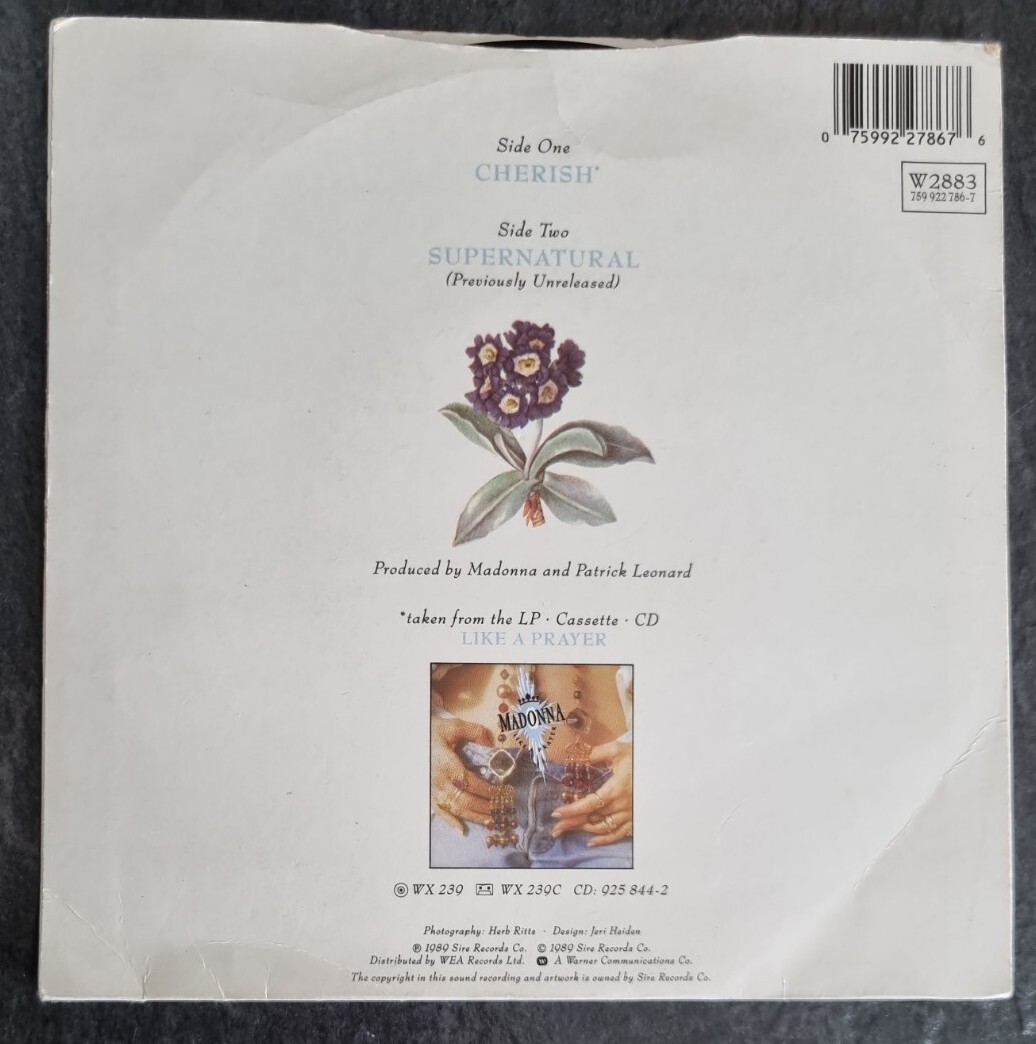 0 75992 27867 6
W2883
759 922 786-7
Side One
CHERISH*
Side Two
SUPERNATURAL
(Previously Unreleased)
Produced by Madonna and Patrick Leonard
*taken from the LP · Cassette · CD
LIKE A PRAYER
MADONNA
LIKE A PRAYER
WX 239 WX 239C CD: 925 844-2
Photography: Herb Ritts · Design: Jeri Heiden
℗ 1989 Sire Records Co. © 1989 Sire Records Co.
Distributed by WEA Records Ltd. A Warner Communications Co.
The copyright in this sound recording and artwork is owned by Sire Records Co.